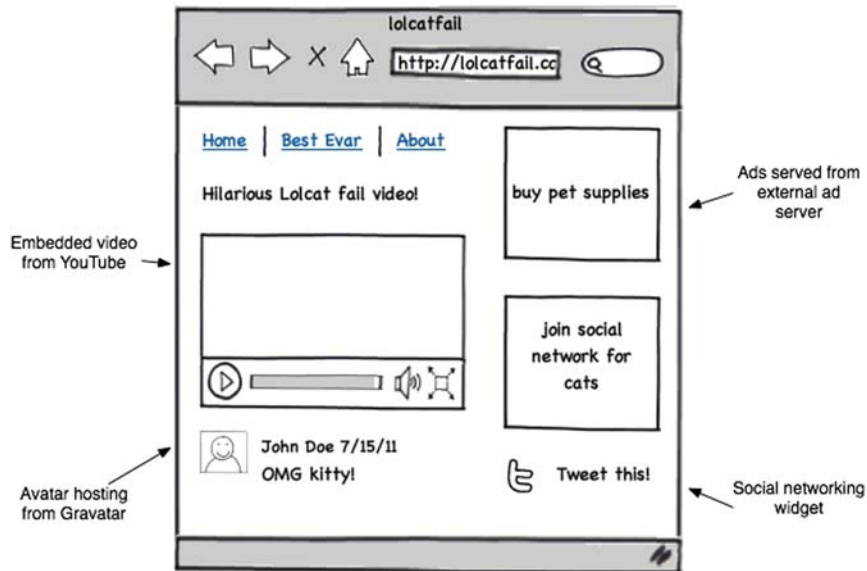 lolcatfail
http://lolcatfail.cc
Home | Best Evar | About
Hilarious Lolcat fail video!
buy pet supplies
Ads served from
external ad
server
Embedded video
from YouTube
join social
network for
cats
John Doe 7/15/11
OMG kitty!
Tweet this!
Avatar hosting
from Gravatar
Social networking
widget